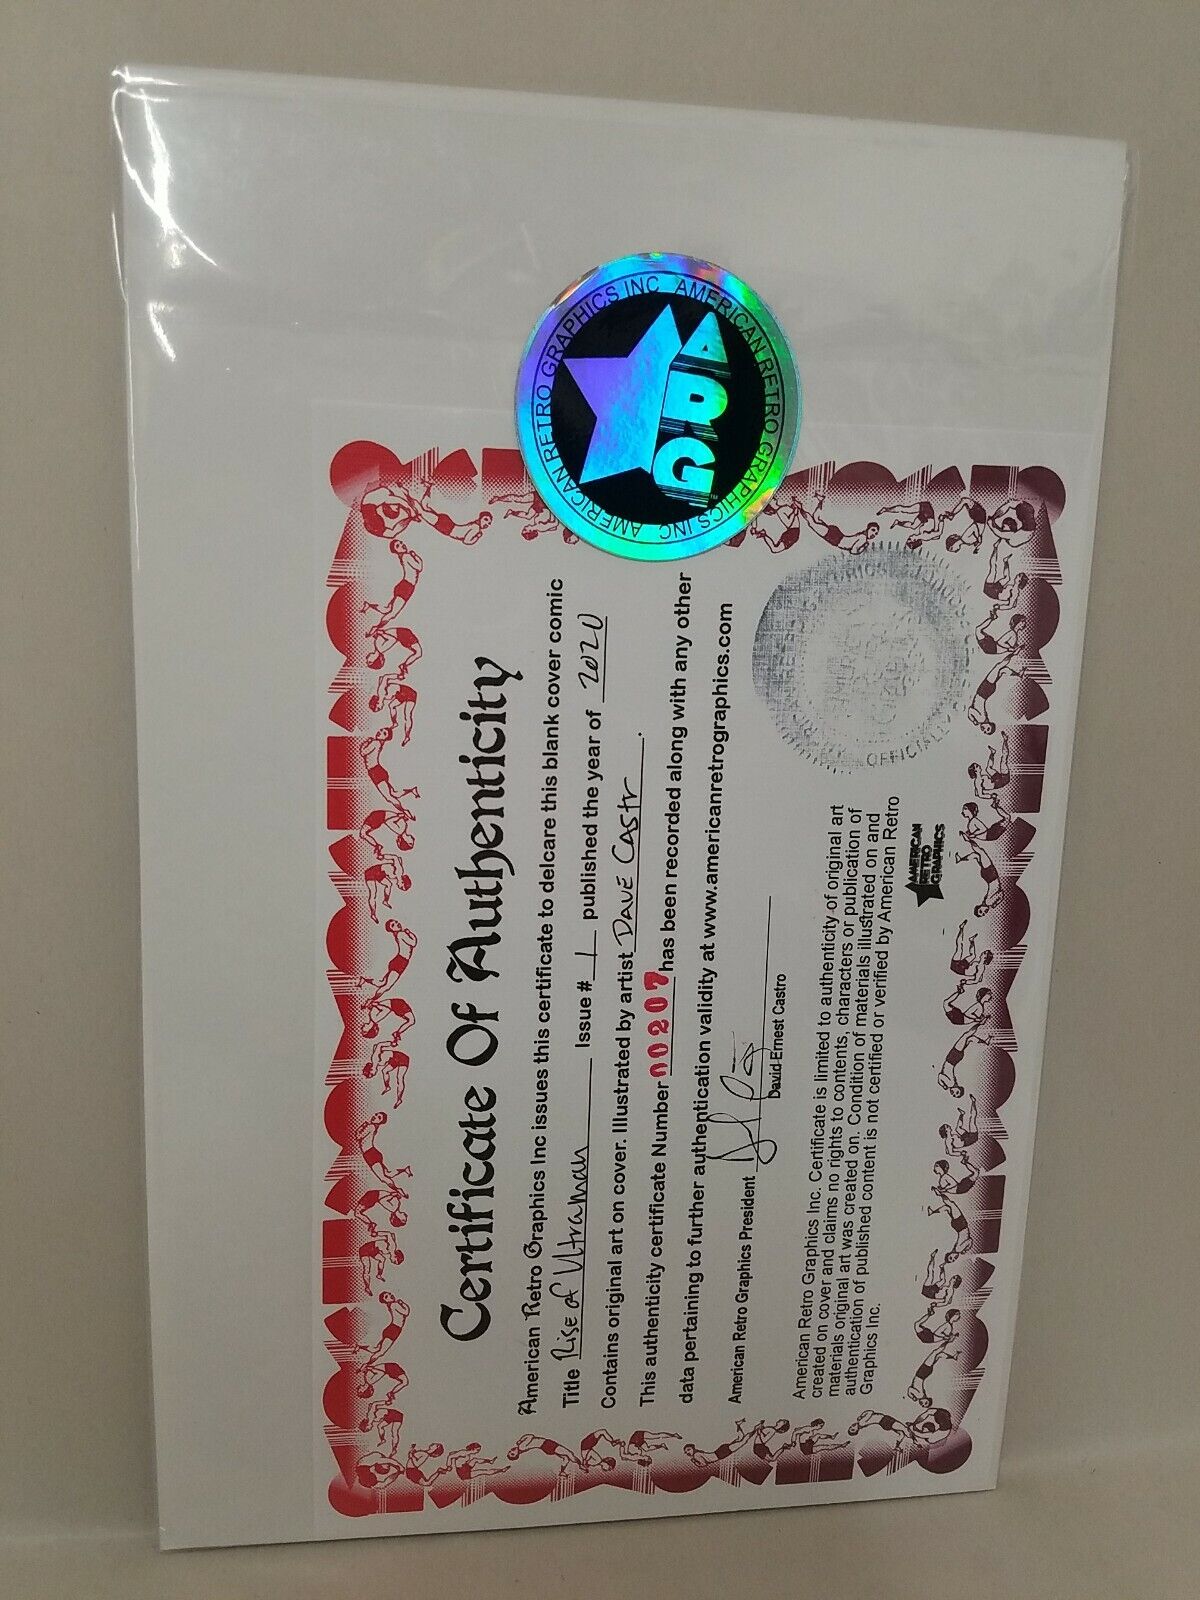 AMERICAN RETRO GRAPHICS INC AMERICAN RETRO GRAPHICS INC
ARG
TM
Certificate Of Authenticity
American Retro Graphics Inc issues this certificate to delcare this blank cover comic
Title Rise of Ultraman Issue # 1 published the year of 2020
Contains original art on cover. Illustrated by artist Dave Castr.
This authenticity certificate Number 00207 has been recorded along with any other
data pertaining to further authentication validity at www.americanretrographics.com
American Retro Graphics President
David-Ernest Castro
American Retro Graphics Inc. Certificate is limited to authenticity of original art
created on cover and claims no rights to contents, characters or publication of
materials original art was created on. Condition of materials illustrated on and
authentication of published content is not certified or verified by American Retro
Graphics Inc.
AMERICAN
RETRO
GRAPHICS
OFFICIALLY